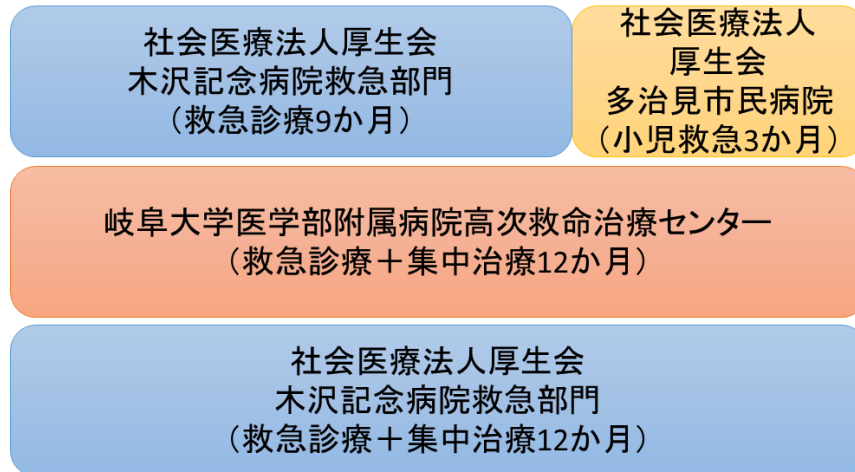 社会医療法人厚生会
木沢記念病院救急部門
（救急診療9か月）
社会医療法人
厚生会
多治見市民病院
（小児救急3か月）
岐阜大学医学部附属病院高次救命治療センター
（救急診療＋集中治療12か月）
社会医療法人厚生会
木沢記念病院救急部門
（救急診療＋集中治療12か月）